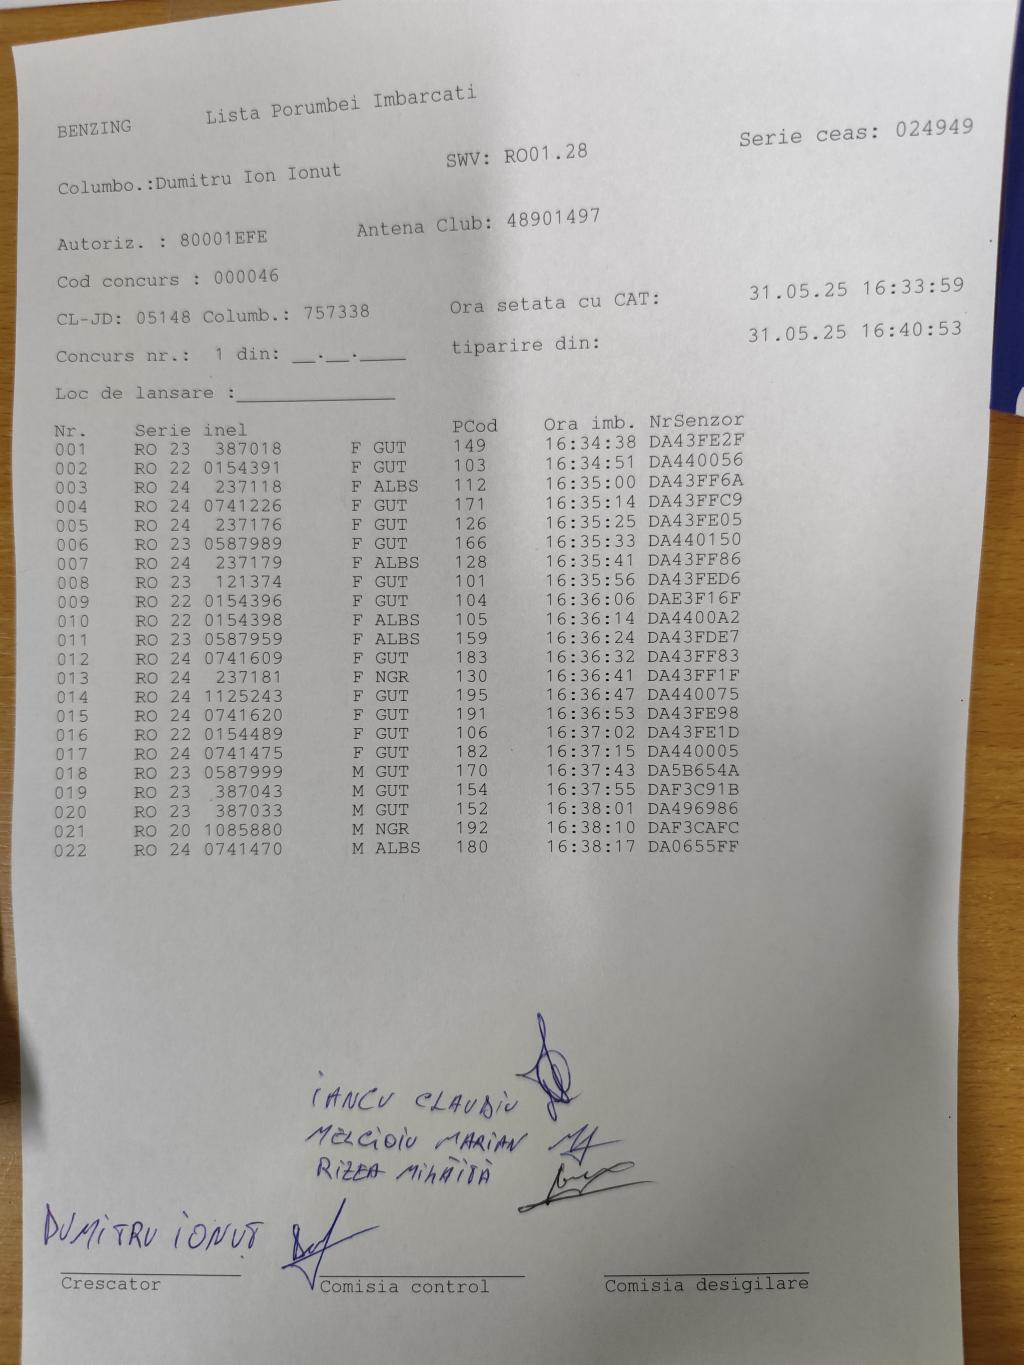 BENZING Lista Porumbei Imbarcati
Columbo.:Dumitru Ion Ionut SWV: RO01.28 Serie ceas: 024949
Autoriz. : 80001EFE Antena Club: 48901497
Cod concurs : 000046
CL-JD: 05148 Columb.: 757338 Ora setata cu CAT: 31.05.25 16:33:59
Concurs nr.: 1 din: __.__.____ tiparire din: 31.05.25 16:40:53
Loc de lansare :______________
Nr. Serie inel PCod Ora imb. NrSenzor
001 RO 23 387018 F GUT 149 16:34:38 DA43FE2F
002 RO 22 0154391 F GUT 103 16:34:51 DA440056
003 RO 24 237118 F ALBS 112 16:35:00 DA43FF6A
004 RO 24 0741226 F GUT 171 16:35:14 DA43FFC9
005 RO 24 237176 F GUT 126 16:35:25 DA43FE05
006 RO 23 0587989 F GUT 166 16:35:33 DA440150
007 RO 24 237179 F ALBS 128 16:35:41 DA43FF86
008 RO 23 121374 F GUT 101 16:35:56 DA43FED6
009 RO 22 0154396 F GUT 104 16:36:06 DAE3F16F
010 RO 22 0154398 F ALBS 105 16:36:14 DA4400A2
011 RO 23 0587959 F ALBS 159 16:36:24 DA43FDE7
012 RO 24 0741609 F GUT 183 16:36:32 DA43FF83
013 RO 24 237181 F NGR 130 16:36:41 DA43FF1F
014 RO 24 1125243 F GUT 195 16:36:47 DA440075
015 RO 24 0741620 F GUT 191 16:36:53 DA43FE98
016 RO 22 0154489 F GUT 106 16:37:02 DA43FE1D
017 RO 24 0741475 F GUT 182 16:37:15 DA440005
018 RO 23 0587999 M GUT 170 16:37:43 DA5B654A
019 RO 23 387043 M GUT 154 16:37:55 DAF3C91B
020 RO 23 387033 M GUT 152 16:38:01 DA496986
021 RO 20 1085880 M NGR 192 16:38:10 DAF3CAFC
022 RO 24 0741470 M ALBS 180 16:38:17 DA0655FF
IANCU CLAUDIU
MELCIOIU MARIAN
RIZEA MIHĂIȚĂ
DUMITRU IONUȚ
Crescator Comisia control Comisia desigilare